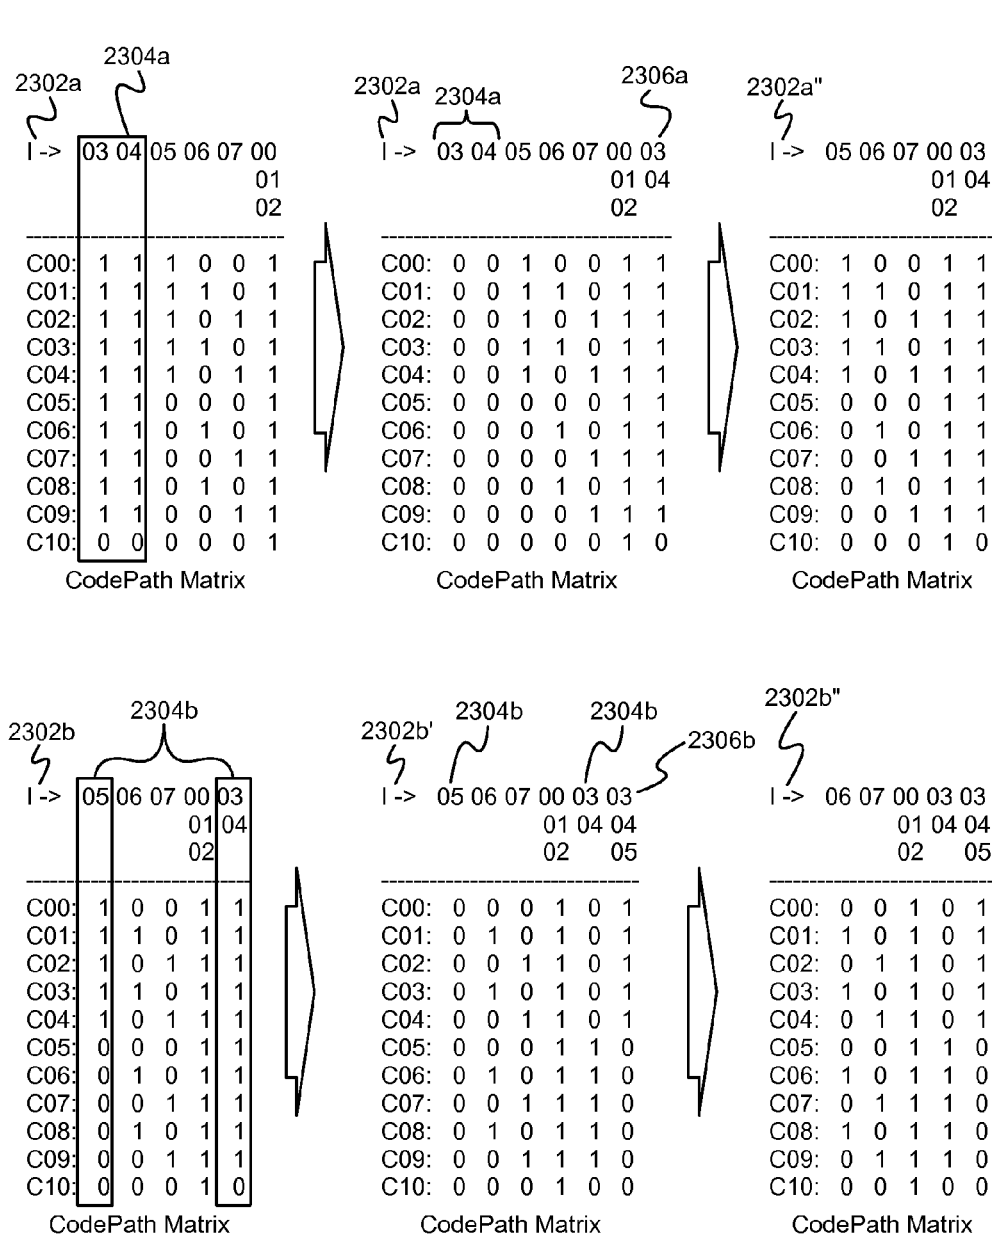 2304a
2302a
I -> 03 04 05 06 07 00
01
02
C00: 1 1 1 0 0 1
C01: 1 1 1 1 0 1
C02: 1 1 1 0 1 1
C03: 1 1 1 1 0 1
C04: 1 1 1 0 1 1
C05: 1 1 0 0 0 1
C06: 1 1 0 1 0 1
C07: 1 1 0 0 1 1
C08: 1 1 0 1 0 1
C09: 1 1 0 0 1 1
C10: 0 0 0 0 0 1
CodePath Matrix
2302a
2304a
2306a
I -> 03 04 05 06 07 00 03
01 04
02
C00: 0 0 1 0 0 1 1
C01: 0 0 1 1 0 1 1
C02: 0 0 1 0 1 1 1
C03: 0 0 1 1 0 1 1
C04: 0 0 1 0 1 1 1
C05: 0 0 0 0 0 1 1
C06: 0 0 0 1 0 1 1
C07: 0 0 0 0 1 1 1
C08: 0 0 0 1 0 1 1
C09: 0 0 0 0 1 1 1
C10: 0 0 0 0 0 1 0
CodePath Matrix
2302a"
I -> 05 06 07 00 03
01 04
02
C00: 1 0 0 1 1
C01: 1 1 0 1 1
C02: 1 0 1 1 1
C03: 1 1 0 1 1
C04: 1 0 1 1 1
C05: 0 0 0 1 1
C06: 0 1 0 1 1
C07: 0 0 1 1 1
C08: 0 1 0 1 1
C09: 0 0 1 1 1
C10: 0 0 0 1 0
CodePath Matrix
2302b
2304b
I -> 05 06 07 00 03
01 04
02
C00: 1 0 0 1 1
C01: 1 1 0 1 1
C02: 1 0 1 1 1
C03: 1 1 0 1 1
C04: 1 0 1 1 1
C05: 0 0 0 1 1
C06: 0 1 0 1 1
C07: 0 0 1 1 1
C08: 0 1 0 1 1
C09: 0 0 1 1 1
C10: 0 0 0 1 0
CodePath Matrix
2302b'
2304b
2304b
2306b
I -> 05 06 07 00 03 03
01 04 04
02 05
C00: 0 0 0 1 0 1
C01: 0 1 0 1 0 1
C02: 0 0 1 1 0 1
C03: 0 1 0 1 0 1
C04: 0 0 1 1 0 1
C05: 0 0 0 1 1 0
C06: 0 1 0 1 1 0
C07: 0 0 1 1 1 0
C08: 0 1 0 1 1 0
C09: 0 0 1 1 1 0
C10: 0 0 0 1 0 0
CodePath Matrix
2302b"
I -> 06 07 00 03 03
01 04 04
02 05
C00: 0 0 1 0 1
C01: 1 0 1 0 1
C02: 0 1 1 0 1
C03: 1 0 1 0 1
C04: 0 1 1 0 1
C05: 0 0 1 1 0
C06: 1 0 1 1 0
C07: 0 1 1 1 0
C08: 1 0 1 1 0
C09: 0 1 1 1 0
C10: 0 0 1 0 0
CodePath Matrix